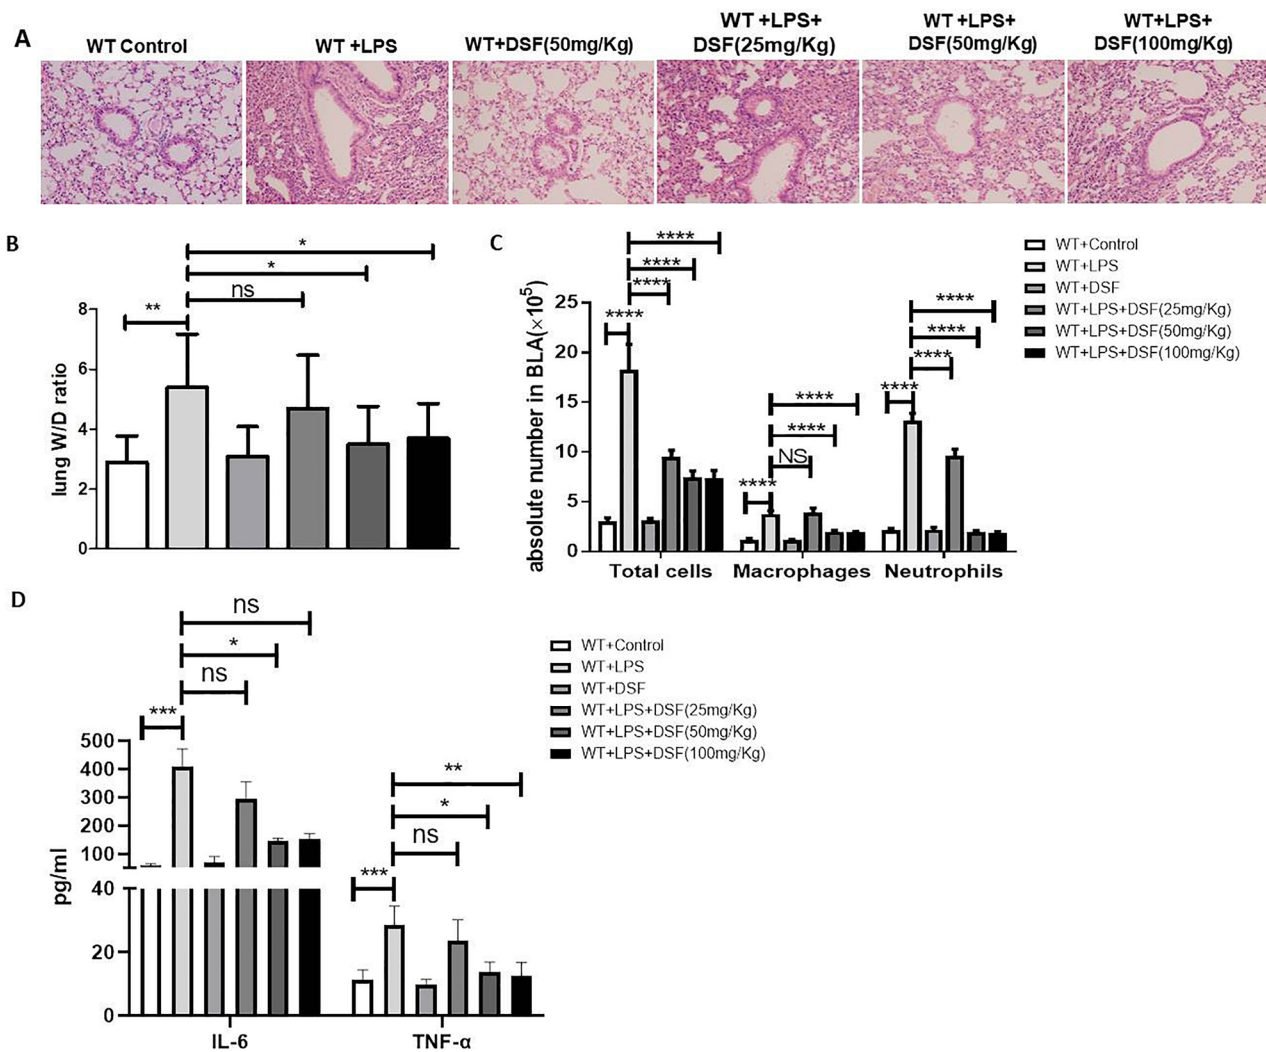 A
WT Control
WT +LPS
WT+DSF(50mg/Kg)
WT +LPS+
DSF(25mg/Kg)
WT +LPS+
DSF(50mg/Kg)
WT+LPS+
DSF(100mg/Kg)
B
*
*
ns
**
lung W/D ratio
8
6
4
2
0
C
****
****
****
****
****
****
NS
****
****
****
****
****
absolute number in BLA(×10⁵)
25
20
15
10
5
0
Total cells
Macrophages
Neutrophils
WT+Control
WT+LPS
WT+DSF
WT+LPS+DSF(25mg/Kg)
WT+LPS+DSF(50mg/Kg)
WT+LPS+DSF(100mg/Kg)
D
ns
*
ns
***
**
*
ns
***
pg/ml
500
400
300
200
100
40
20
0
IL-6
TNF-α
WT+Control
WT+LPS
WT+DSF
WT+LPS+DSF(25mg/Kg)
WT+LPS+DSF(50mg/Kg)
WT+LPS+DSF(100mg/Kg)